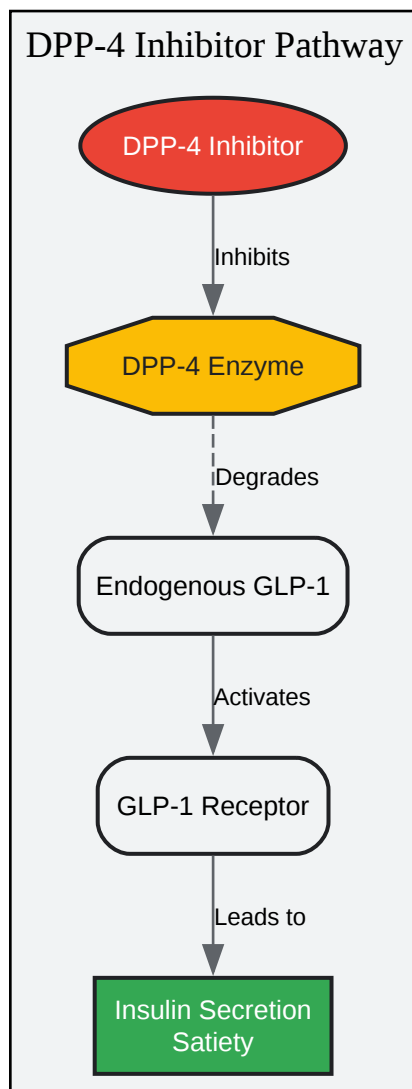 DPP-4 Inhibitor Pathway
DPP-4 Inhibitor
Inhibits
DPP-4 Enzyme
Degrades
Endogenous GLP-1
Activates
GLP-1 Receptor
Leads to
Insulin Secretion
Satiety